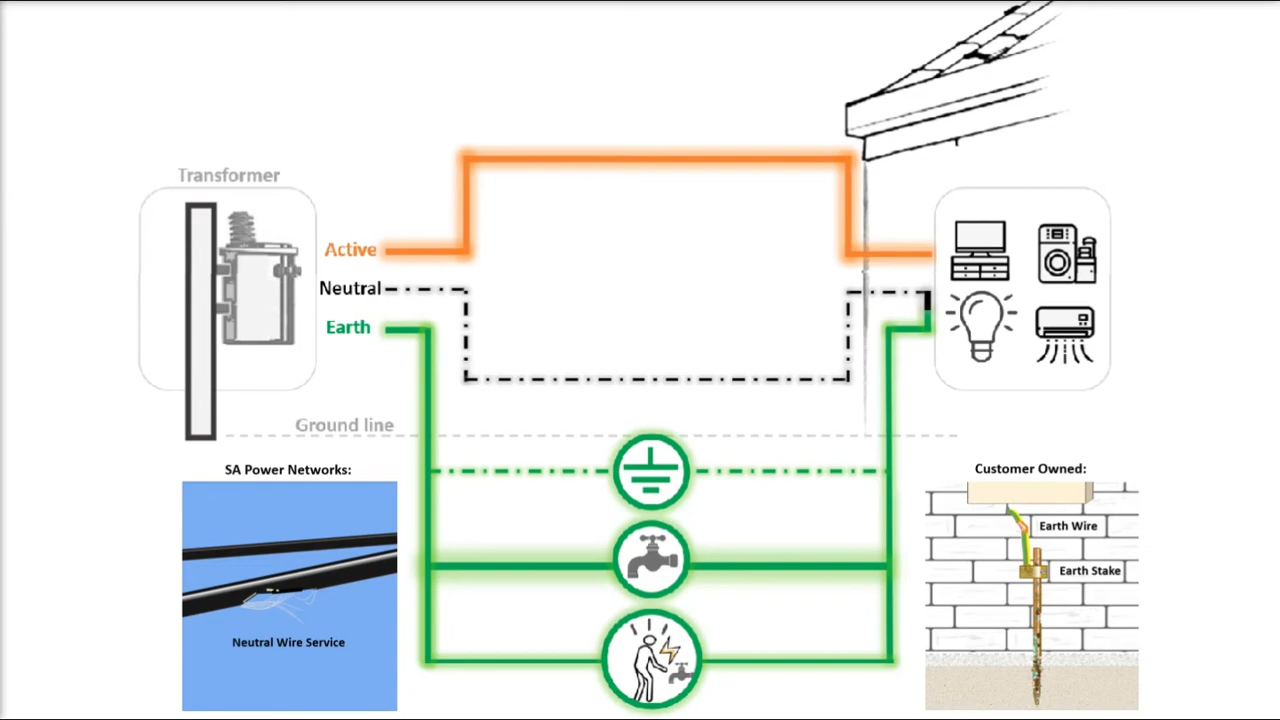 Transformer
Active
Neutral
Earth
Ground line
SA Power Networks:
Neutral Wire Service
Customer Owned:
Earth Wire
Earth Stake